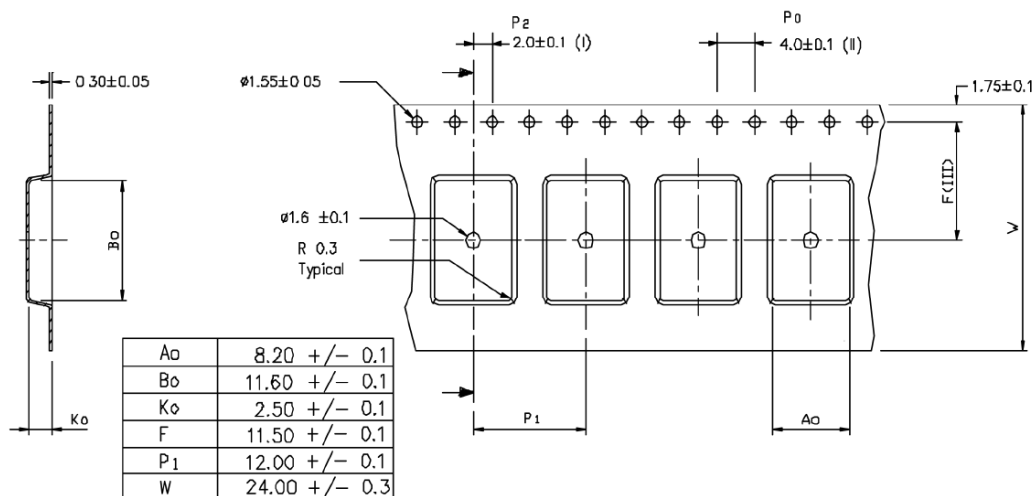 P2
2.0±0.1 (I)
P0
4.0±0.1 (II)
0.30±0.05
ø1.55±0.05
1.75±0.1
F(III)
W
Bo
ø1.6 ±0.1
R 0.3
Typical
Ko
P1
Ao
Ao 8.20 +/- 0.1
Bo 11.60 +/- 0.1
Ko 2.50 +/- 0.1
F 11.50 +/- 0.1
P1 12.00 +/- 0.1
W 24.00 +/- 0.3